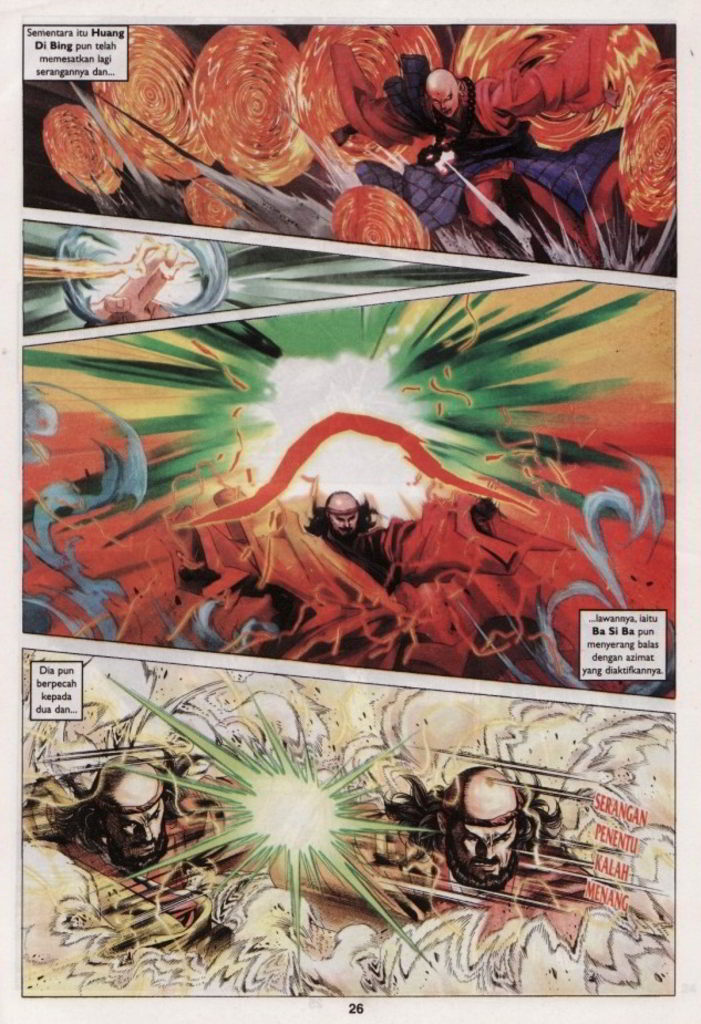 Sementara itu Huang
Di Bing pun telah
memesatkan lagi
serangannya dan...
...lawannya, iaitu
Ba Si Ba pun
menyerang balas
dengan azimat
yang diaktifkannya.
Dia pun
berpecah
kepada
dua dan...
SERANGAN
PENENTU
KALAH
MENANG
26